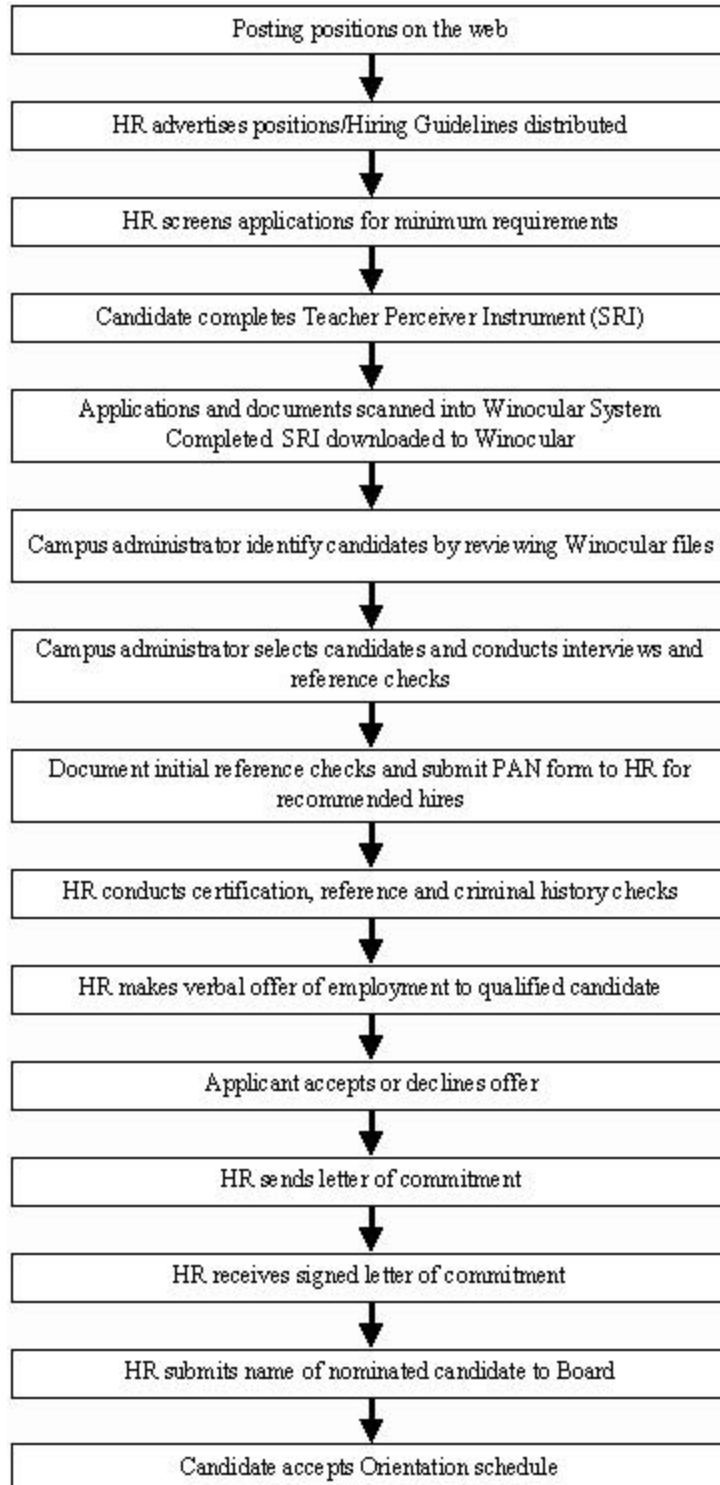 Posting positions on the web
HR advertises positions/Hiring Guidelines distributed
HR screens applications for minimum requirements
Candidate completes Teacher Perceiver Instrument (SRI)
Applications and documents scanned into Winocular System
Completed SRI downloaded to Winocular
Campus administrator identify candidates by reviewing Winocular files
Campus administrator selects candidates and conducts interviews and
reference checks
Document initial reference checks and submit PAN form to HR for
recommended hires
HR conducts certification, reference and criminal history checks
HR makes verbal offer of employment to qualified candidate
Applicant accepts or declines offer
HR sends letter of commitment
HR receives signed letter of commitment
HR submits name of nominated candidate to Board
Candidate accepts Orientation schedule